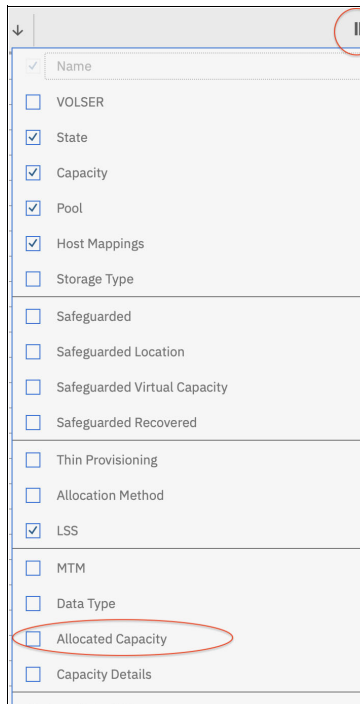 Name
VOLSER
State
Capacity
Pool
Host Mappings
Storage Type
Safeguarded
Safeguarded Location
Safeguarded Virtual Capacity
Safeguarded Recovered
Thin Provisioning
Allocation Method
LSS
MTM
Data Type
Allocated Capacity
Capacity Details